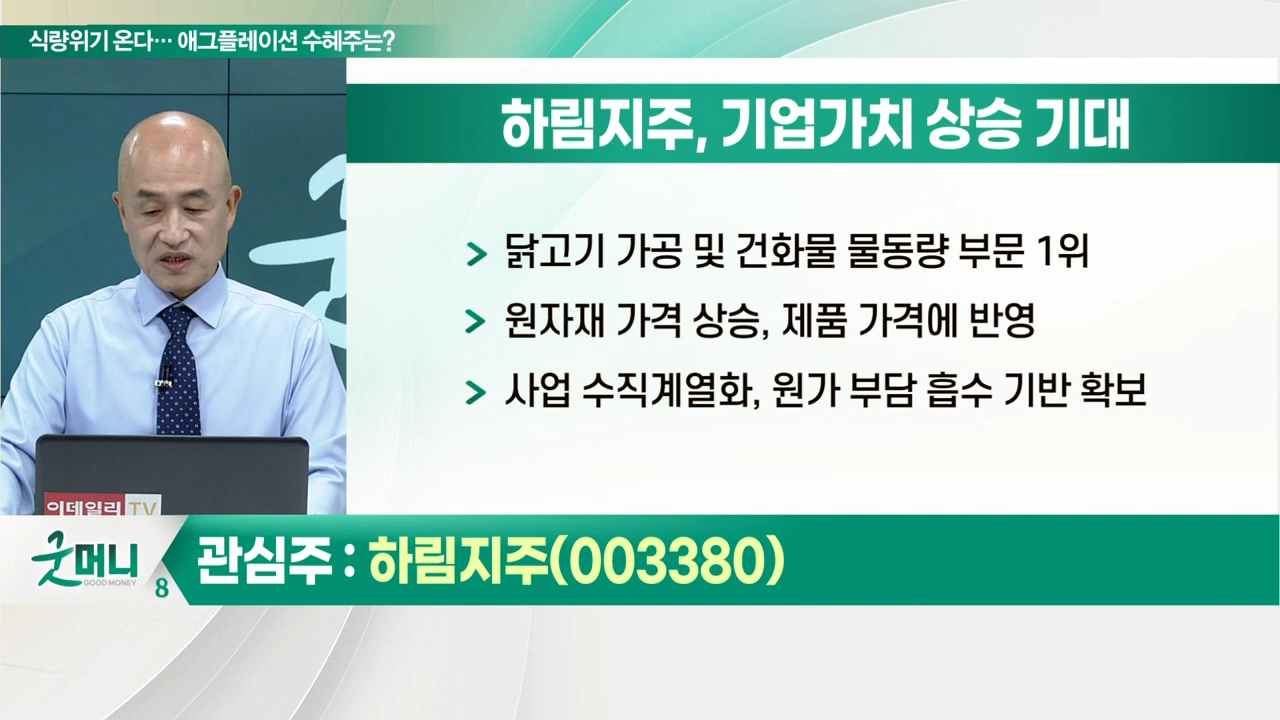 식량위기 온다… 애그플레이션 수혜주는?
하림지주, 기업가치 상승 기대
> 닭고기 가공 및 건화물 물동량 부문 1위
> 원자재 가격 상승, 제품 가격에 반영
> 사업 수직계열화, 원가 부담 흡수 기반 확보
이데일리 TV
굿머니
GOOD MONEY
8
관심주 : 하림지주(003380)